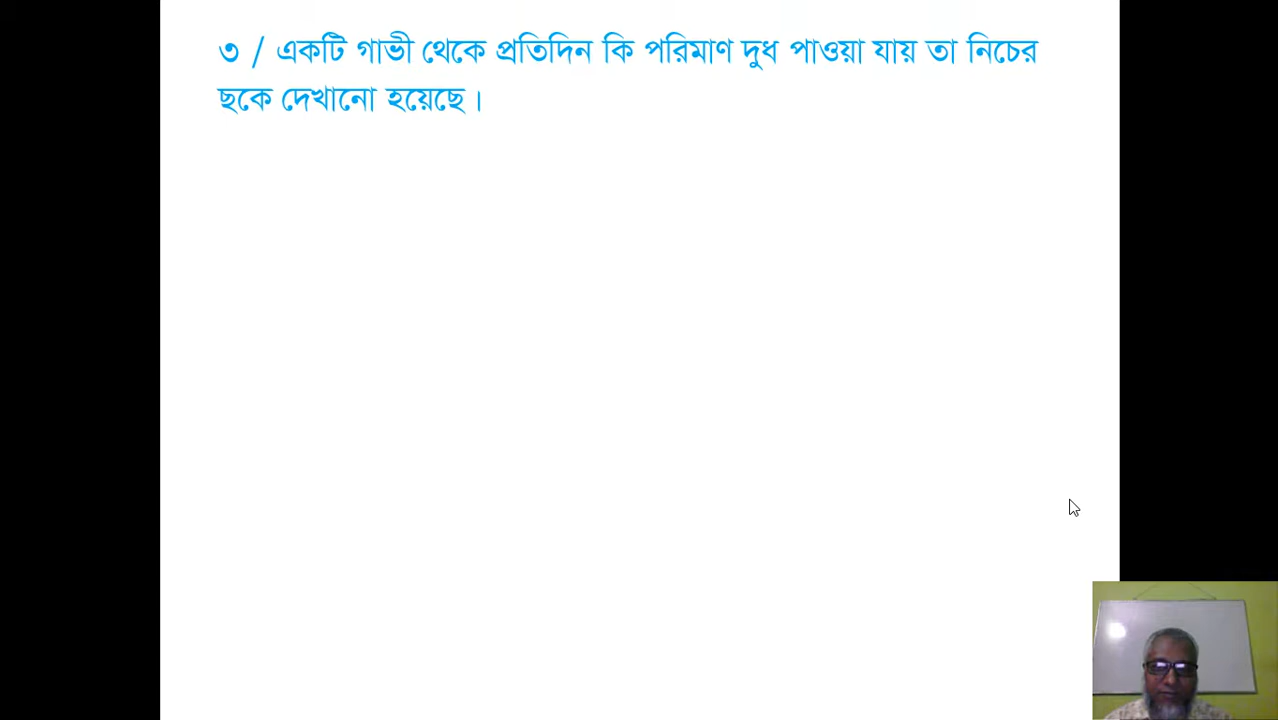 ৩ / একটি গাভী থেকে প্রতিদিন কি পরিমাণ দুধ পাওয়া যায় তা নিচের
ছকে দেখানো হয়েছে।